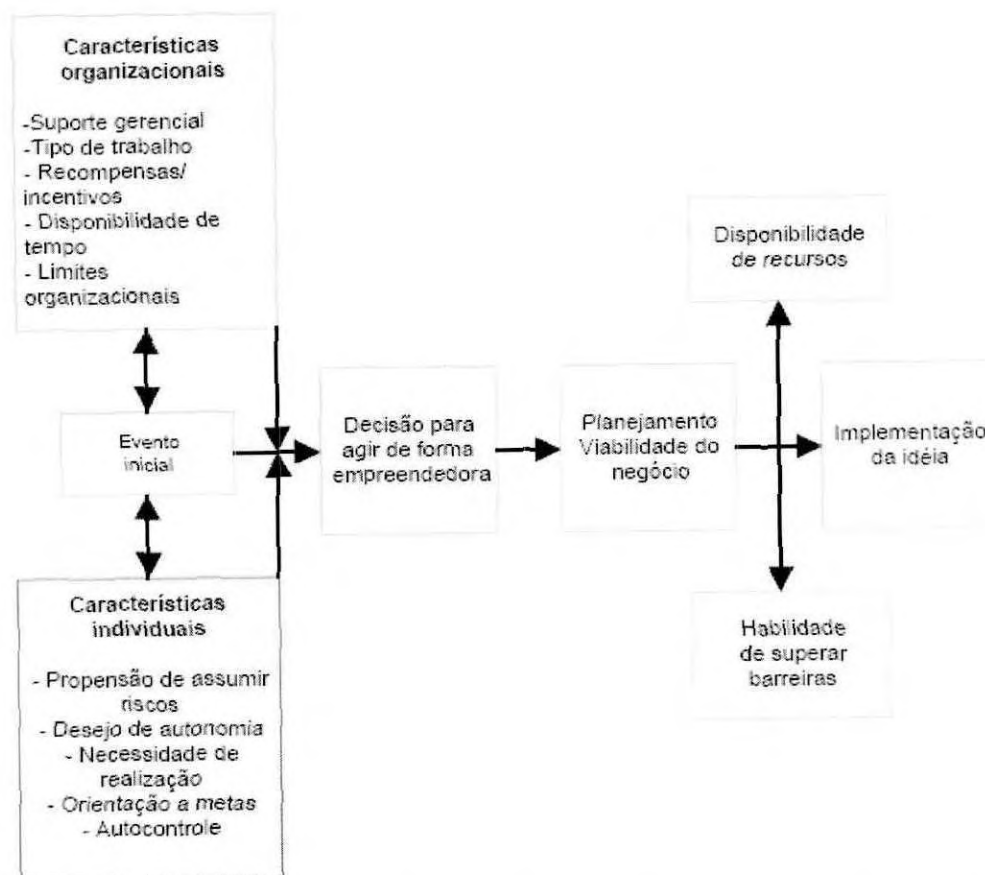 Característícas
organizacionais
-Suporte gerencial
-Tipo de trabalho
- Recompensas/
incentivos
- Disponibilidade de
tempo
- Limites
organizacionais
Evento
inicial
Característícas
individuais
- Propensão de assumir
riscos
- Desejo de autonomia
- Necessidade de
realização
- Orientação a metas
- Autocontrole
Decisão para
agir de forma
empreendedora
Planejamento
Viabilidade do
negócio
Disponibilidade
de recursos
Implementação
da idéia
Habilidade
de superar
barreiras